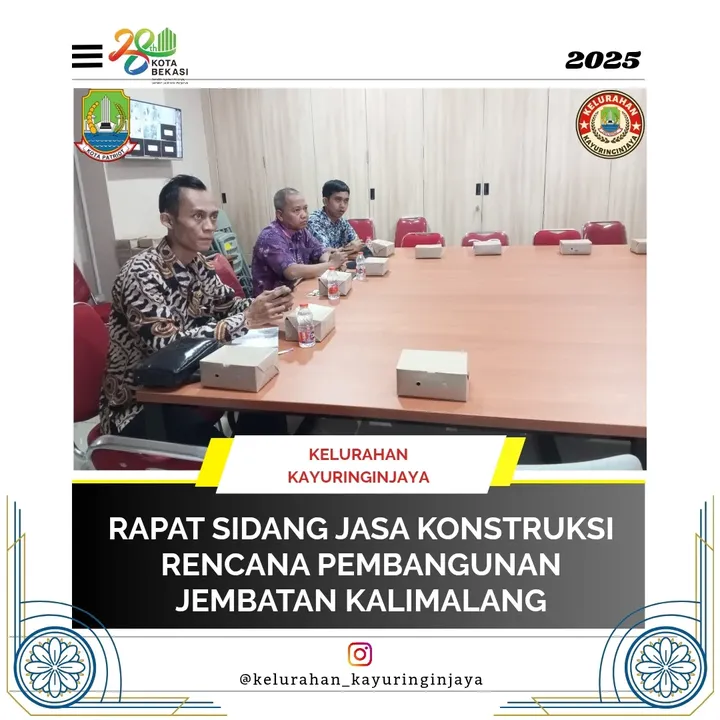 28th
KOTA
BEKASI
2025
KOTA PATRIOT
KELURAHAN
KAYURINGINJAYA
KELURAHAN
KAYURINGINJAYA
RAPAT SIDANG JASA KONSTRUKSI
RENCANA PEMBANGUNAN
JEMBATAN KALIMALANG
@kelurahan_kayuringinjaya